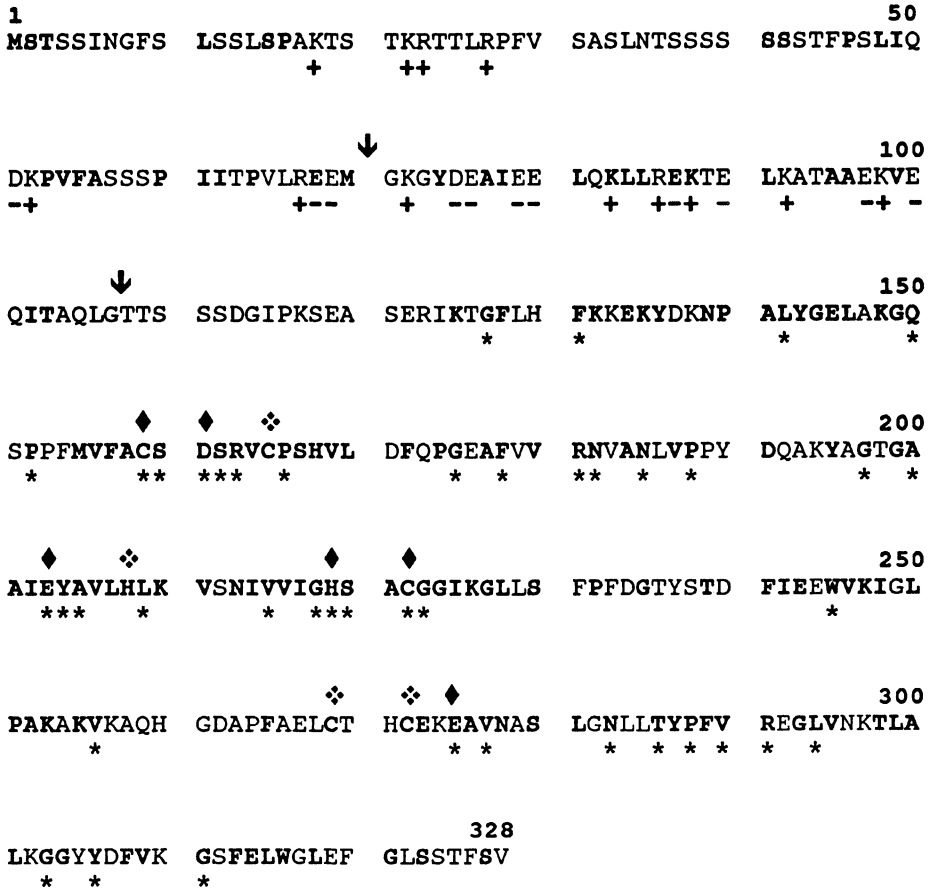 1 50
MSTSSINGFS LSSLSPAKTS TKRTTLRPFV SASLNTSSSS SSSTFPSLIQ
+ ++ +
↓
100
DKPVFASSSP IITPVLREEM GKGYDEAIEE LQKLLREKTE LKATAAEKVE
−+ +−− + −− −− + +−+ − + −+ −
↓
150
QITAQLGTTS SSDGIPKSEA SERIKTGFLH FKKEKYDKNP ALYGELAKGQ
* * * *
♦ ♦ ❖ 200
SPPFMVFACS DSRVCPSHVL DFQPGEAFVV RNVANLVPPY DQAKYAGTGA
* ** *** * * * ** * * * *
♦ ❖ ♦ ♦ 250
AIEYAVLHLK VSNIVVIGHS ACGGIKGLLS FPFDGTYSTD FIEEWVKIGL
*** * * *** ** *
❖ ❖ ♦ 300
PAKAKVKAQH GDAPFAELCT HCEKEAVNAS LGNLLTYPFV REGLVNKTLA
* * * * * * * * *
328
LKGGYYDFVK GSFELWGLEF GLSSTFSV
* * *